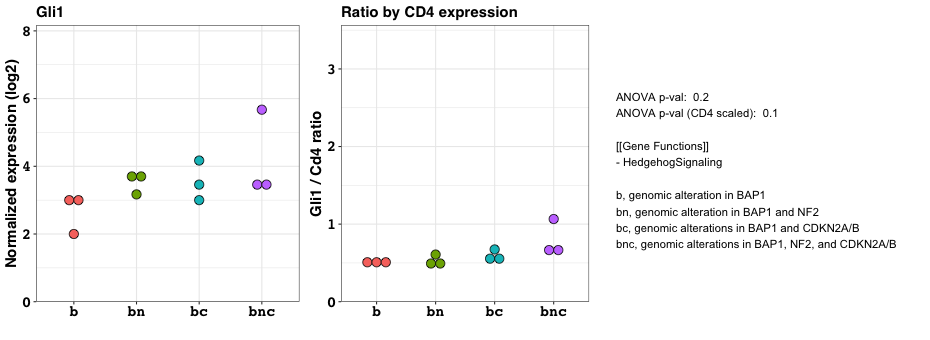 Gli1
Normalized expression (log2)
8
6
4
2
0
b bn bc bnc
Ratio by CD4 expression
Gli1 / Cd4 ratio
3
2
1
0
b bn bc bnc
ANOVA p-val: 0.2
ANOVA p-val (CD4 scaled): 0.1
[[Gene Functions]]
- HedgehogSignaling
b, genomic alteration in BAP1
bn, genomic alteration in BAP1 and NF2
bc, genomic alterations in BAP1 and CDKN2A/B
bnc, genomic alterations in BAP1, NF2, and CDKN2A/B